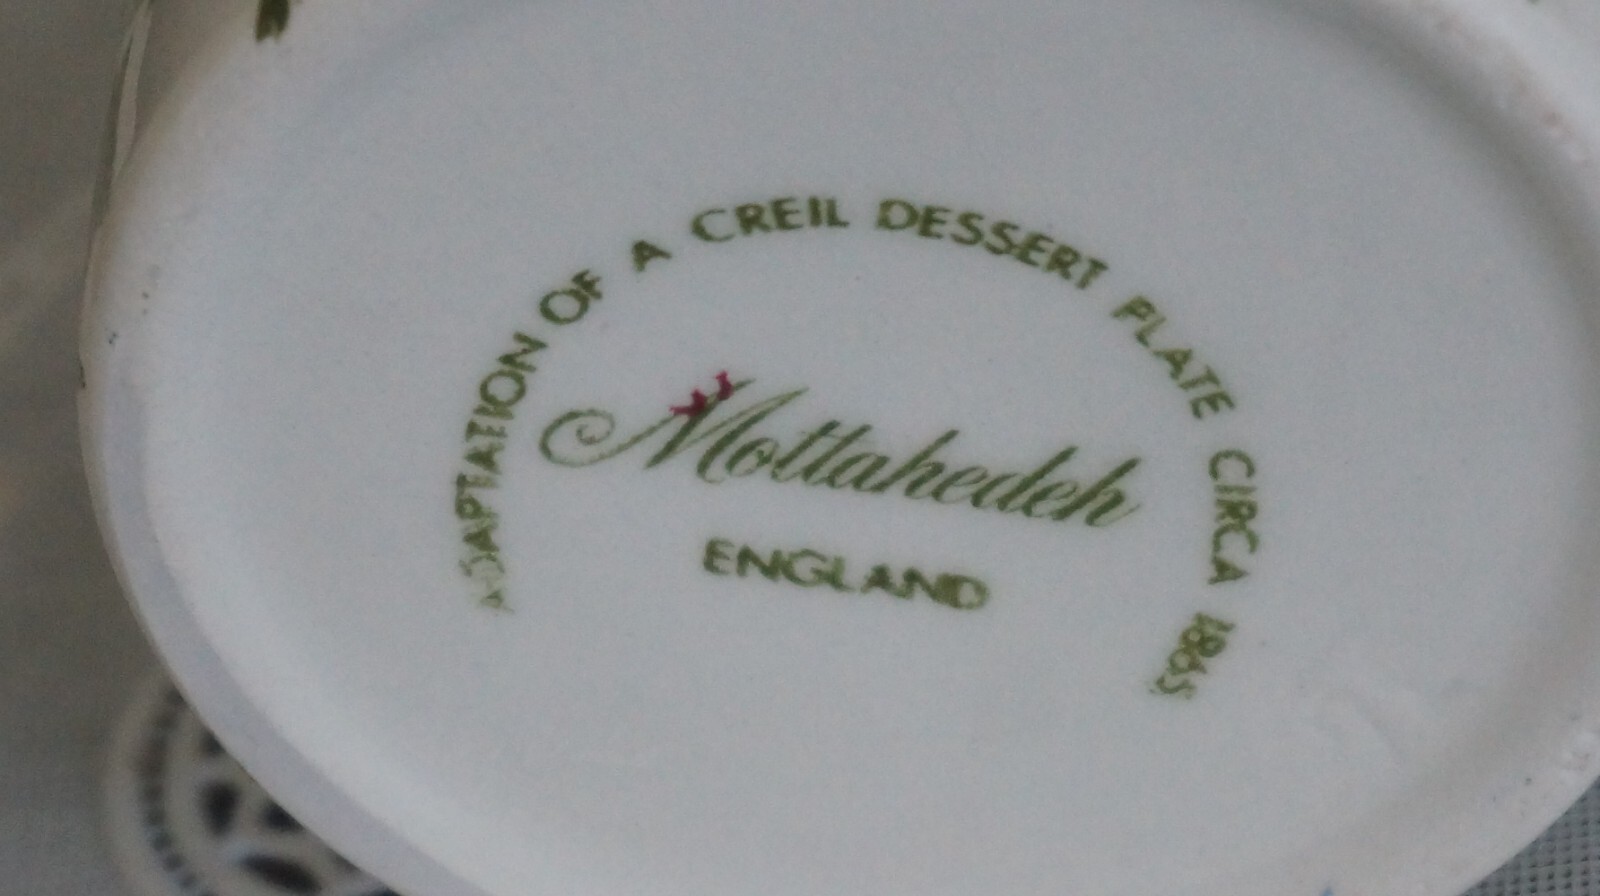 ADAPTATION OF A CREIL DESSERT PLATE CIRCA 1865
Mottahedeh
ENGLAND